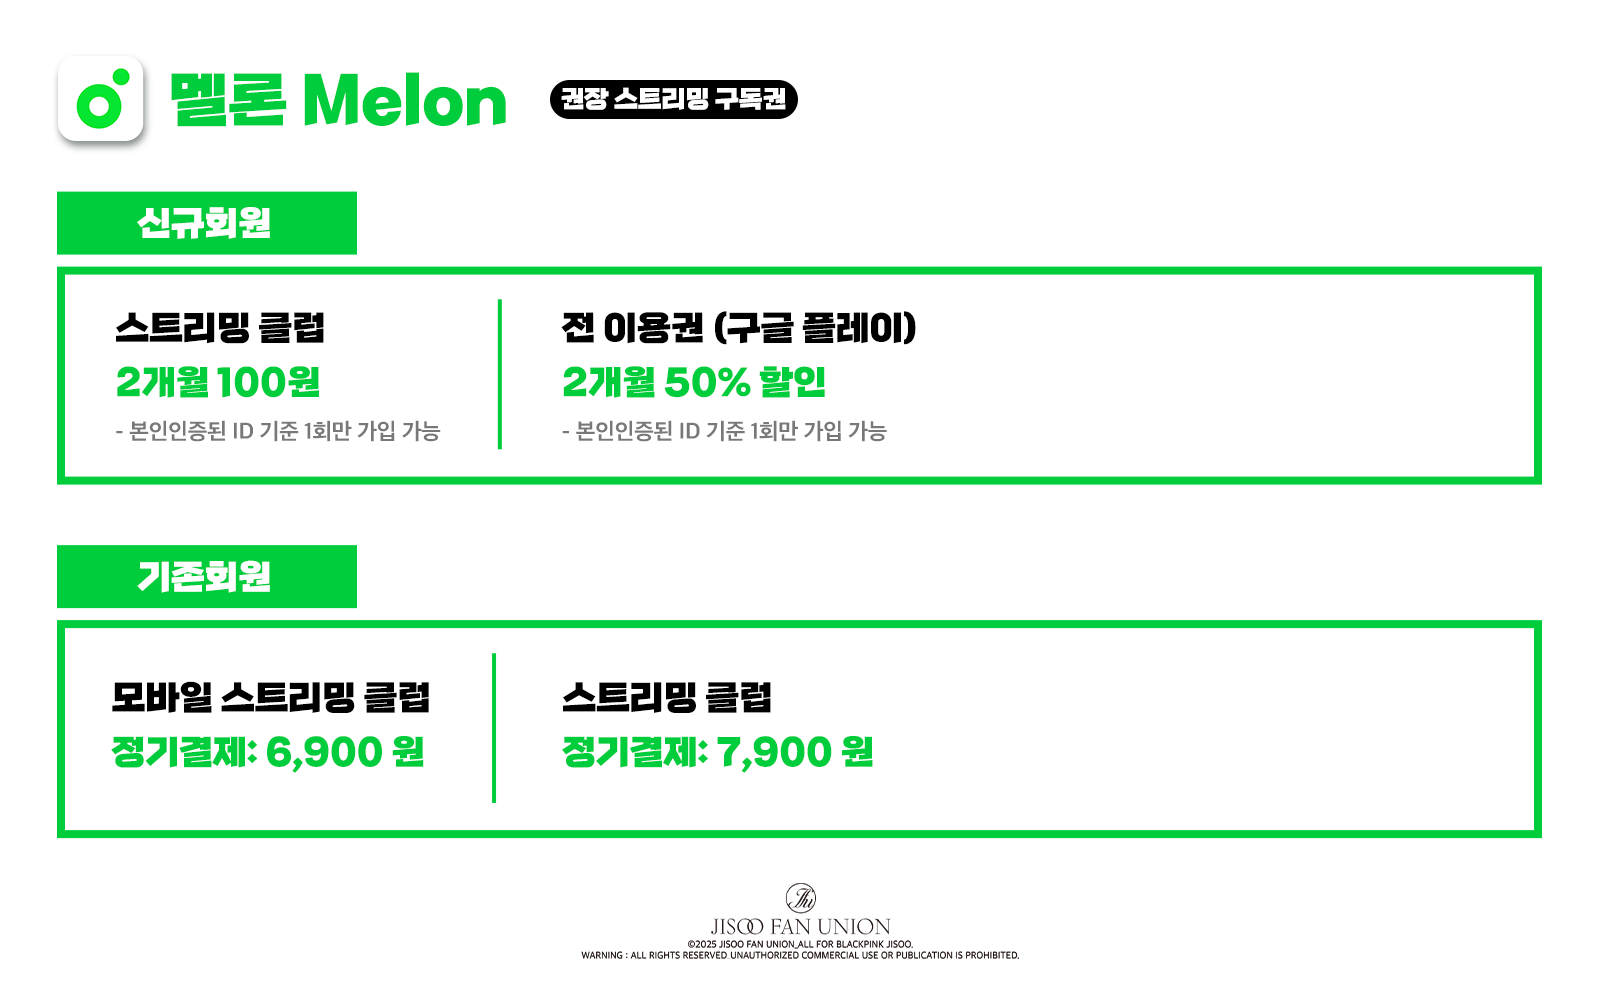 멜론 Melon
권장 스트리밍 구독권
신규회원
스트리밍 클럽
2개월 100원
- 본인인증된 ID 기준 1회만 가입 가능
전 이용권 (구글 플레이)
2개월 50% 할인
- 본인인증된 ID 기준 1회만 가입 가능
기존회원
모바일 스트리밍 클럽
정기결제: 6,900 원
스트리밍 클럽
정기결제: 7,900 원
JISOO FAN UNION
©2025 JISOO FAN UNION_ALL FOR BLACKPINK JISOO.
WARNING : ALL RIGHTS RESERVED. UNAUTHORIZED COMMERCIAL USE OR PUBLICATION IS PROHIBITED.